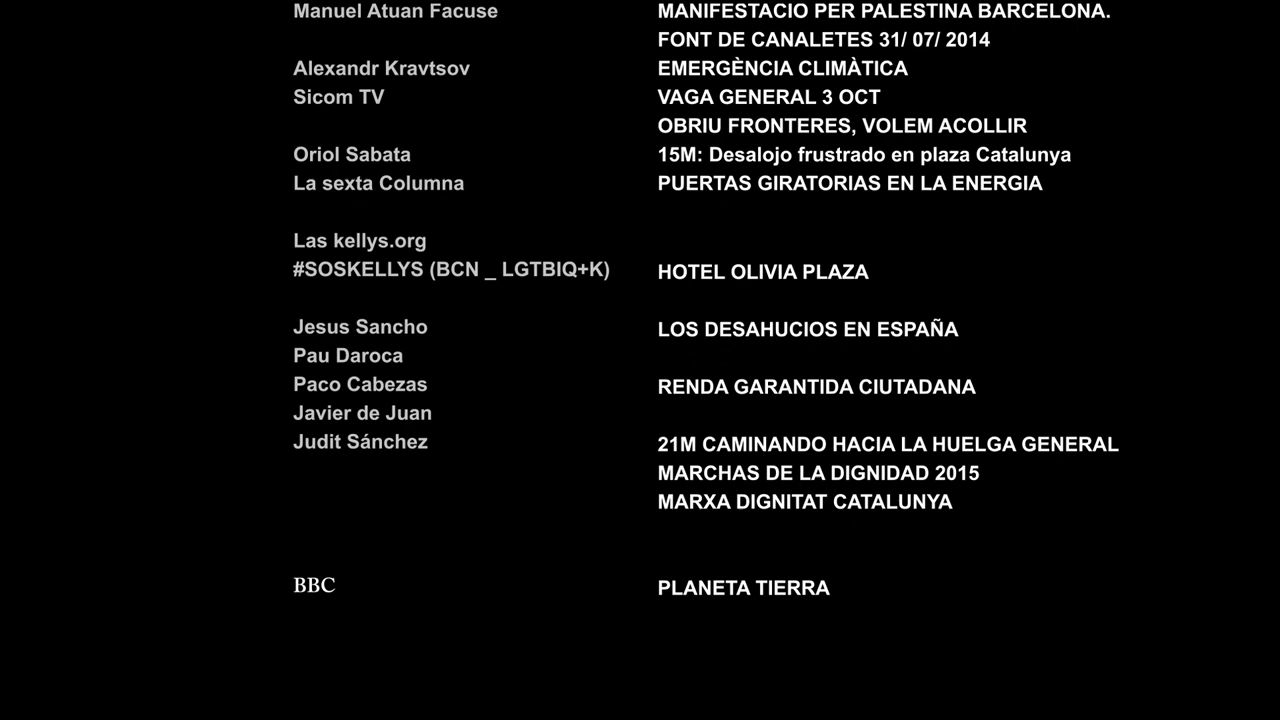 Manuel Atuan Facuse MANIFESTACIO PER PALESTINA BARCELONA.
FONT DE CANALETES 31/ 07/ 2014
Alexandr Kravtsov EMERGÈNCIA CLIMÀTICA
Sicom TV VAGA GENERAL 3 OCT
OBRIU FRONTERES, VOLEM ACOLLIR
Oriol Sabata 15M: Desalojo frustrado en plaza Catalunya
La sexta Columna PUERTAS GIRATORIAS EN LA ENERGIA
Las kellys.org
#SOSKELLYS (BCN _ LGTBIQ+K) HOTEL OLIVIA PLAZA
Jesus Sancho LOS DESAHUCIOS EN ESPAÑA
Pau Daroca
Paco Cabezas RENDA GARANTIDA CIUTADANA
Javier de Juan
Judit Sánchez 21M CAMINANDO HACIA LA HUELGA GENERAL
MARCHAS DE LA DIGNIDAD 2015
MARXA DIGNITAT CATALUNYA
BBC PLANETA TIERRA